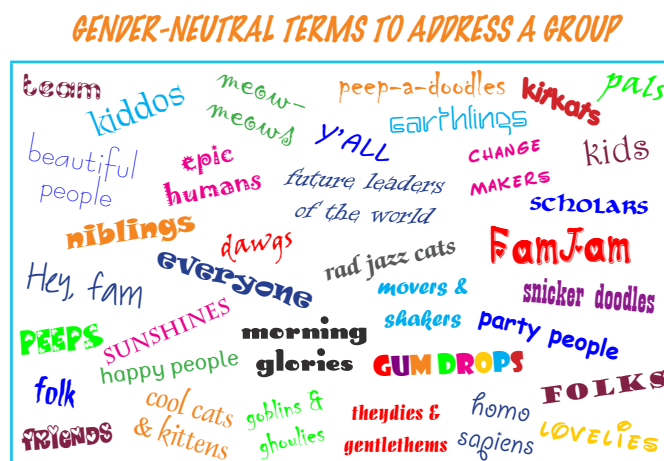 GENDER-NEUTRAL TERMS TO ADDRESS A GROUP
team
kiddos
meow-
meows
peep-a-doodles
kitkats
pals
Earthlings
Y'ALL
beautiful
people
epic
humans
future leaders
of the world
CHANGE
MAKERS
kids
scholars
niblings
dawgs
everyone
rad jazz cats
FamJam
Hey, fam
movers &
shakers
snicker doodles
PEEPS
SUNSHINES
morning
glories
party people
happy people
GUM DROPS
folk
cool cats
& kittens
goblins &
ghoulies
theydies &
gentlethems
homo
sapiens
FOLKS
LOVELIES
FRIENDS